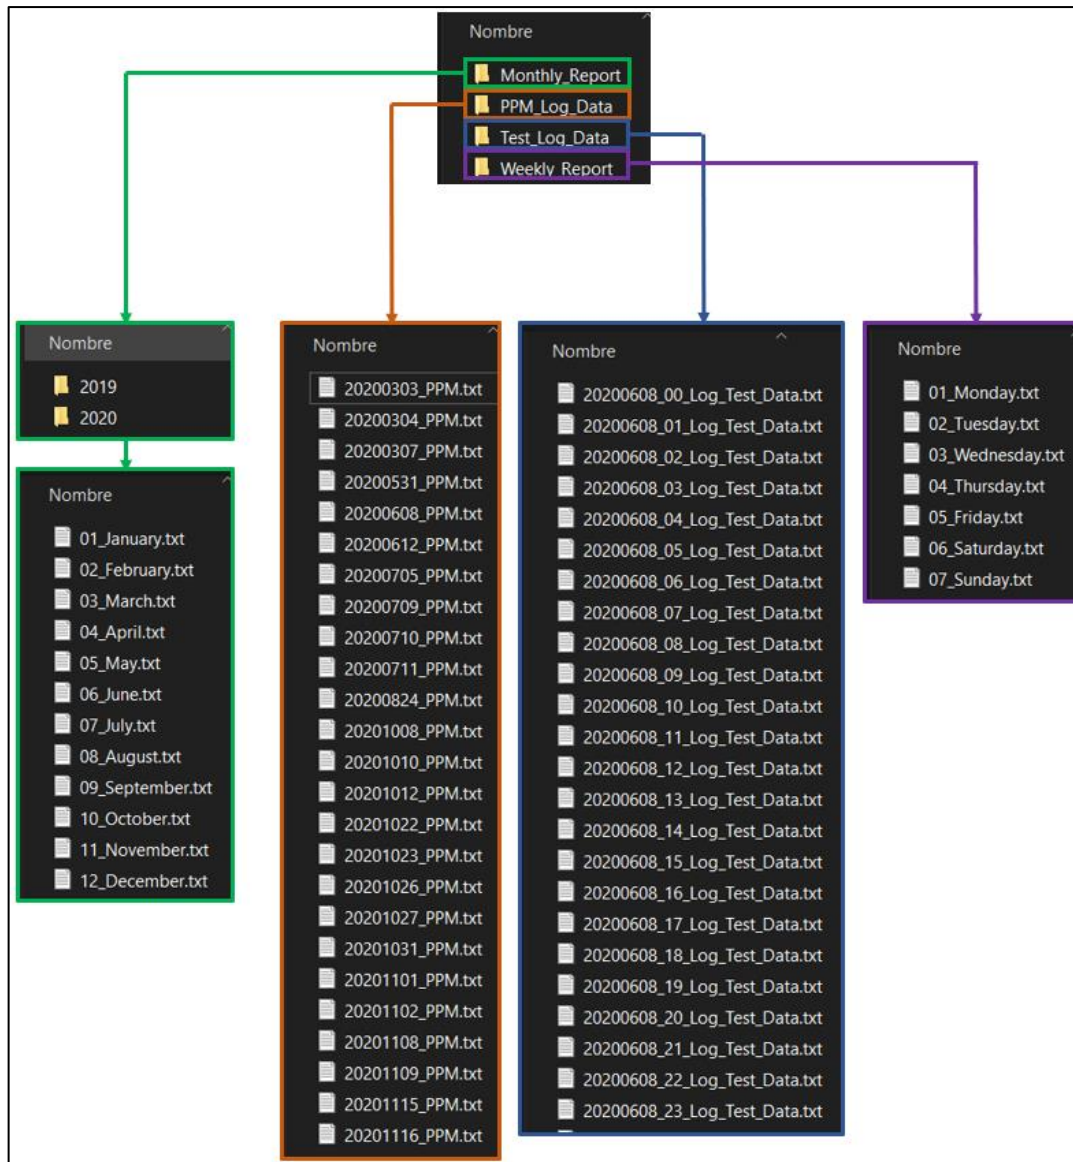 Nombre
Monthly_Report
PPM_Log_Data
Test_Log_Data
Weekly_Report
Nombre
2019
2020
Nombre
01_January.txt
02_February.txt
03_March.txt
04_April.txt
05_May.txt
06_June.txt
07_July.txt
08_August.txt
09_September.txt
10_October.txt
11_November.txt
12_December.txt
Nombre
20200303_PPM.txt
20200304_PPM.txt
20200307_PPM.txt
20200531_PPM.txt
20200608_PPM.txt
20200612_PPM.txt
20200705_PPM.txt
20200709_PPM.txt
20200710_PPM.txt
20200711_PPM.txt
20200824_PPM.txt
20201008_PPM.txt
20201010_PPM.txt
20201012_PPM.txt
20201022_PPM.txt
20201023_PPM.txt
20201026_PPM.txt
20201027_PPM.txt
20201031_PPM.txt
20201101_PPM.txt
20201102_PPM.txt
20201108_PPM.txt
20201109_PPM.txt
20201115_PPM.txt
20201116_PPM.txt
Nombre
20200608_00_Log_Test_Data.txt
20200608_01_Log_Test_Data.txt
20200608_02_Log_Test_Data.txt
20200608_03_Log_Test_Data.txt
20200608_04_Log_Test_Data.txt
20200608_05_Log_Test_Data.txt
20200608_06_Log_Test_Data.txt
20200608_07_Log_Test_Data.txt
20200608_08_Log_Test_Data.txt
20200608_09_Log_Test_Data.txt
20200608_10_Log_Test_Data.txt
20200608_11_Log_Test_Data.txt
20200608_12_Log_Test_Data.txt
20200608_13_Log_Test_Data.txt
20200608_14_Log_Test_Data.txt
20200608_15_Log_Test_Data.txt
20200608_16_Log_Test_Data.txt
20200608_17_Log_Test_Data.txt
20200608_18_Log_Test_Data.txt
20200608_19_Log_Test_Data.txt
20200608_20_Log_Test_Data.txt
20200608_21_Log_Test_Data.txt
20200608_22_Log_Test_Data.txt
20200608_23_Log_Test_Data.txt
Nombre
01_Monday.txt
02_Tuesday.txt
03_Wednesday.txt
04_Thursday.txt
05_Friday.txt
06_Saturday.txt
07_Sunday.txt